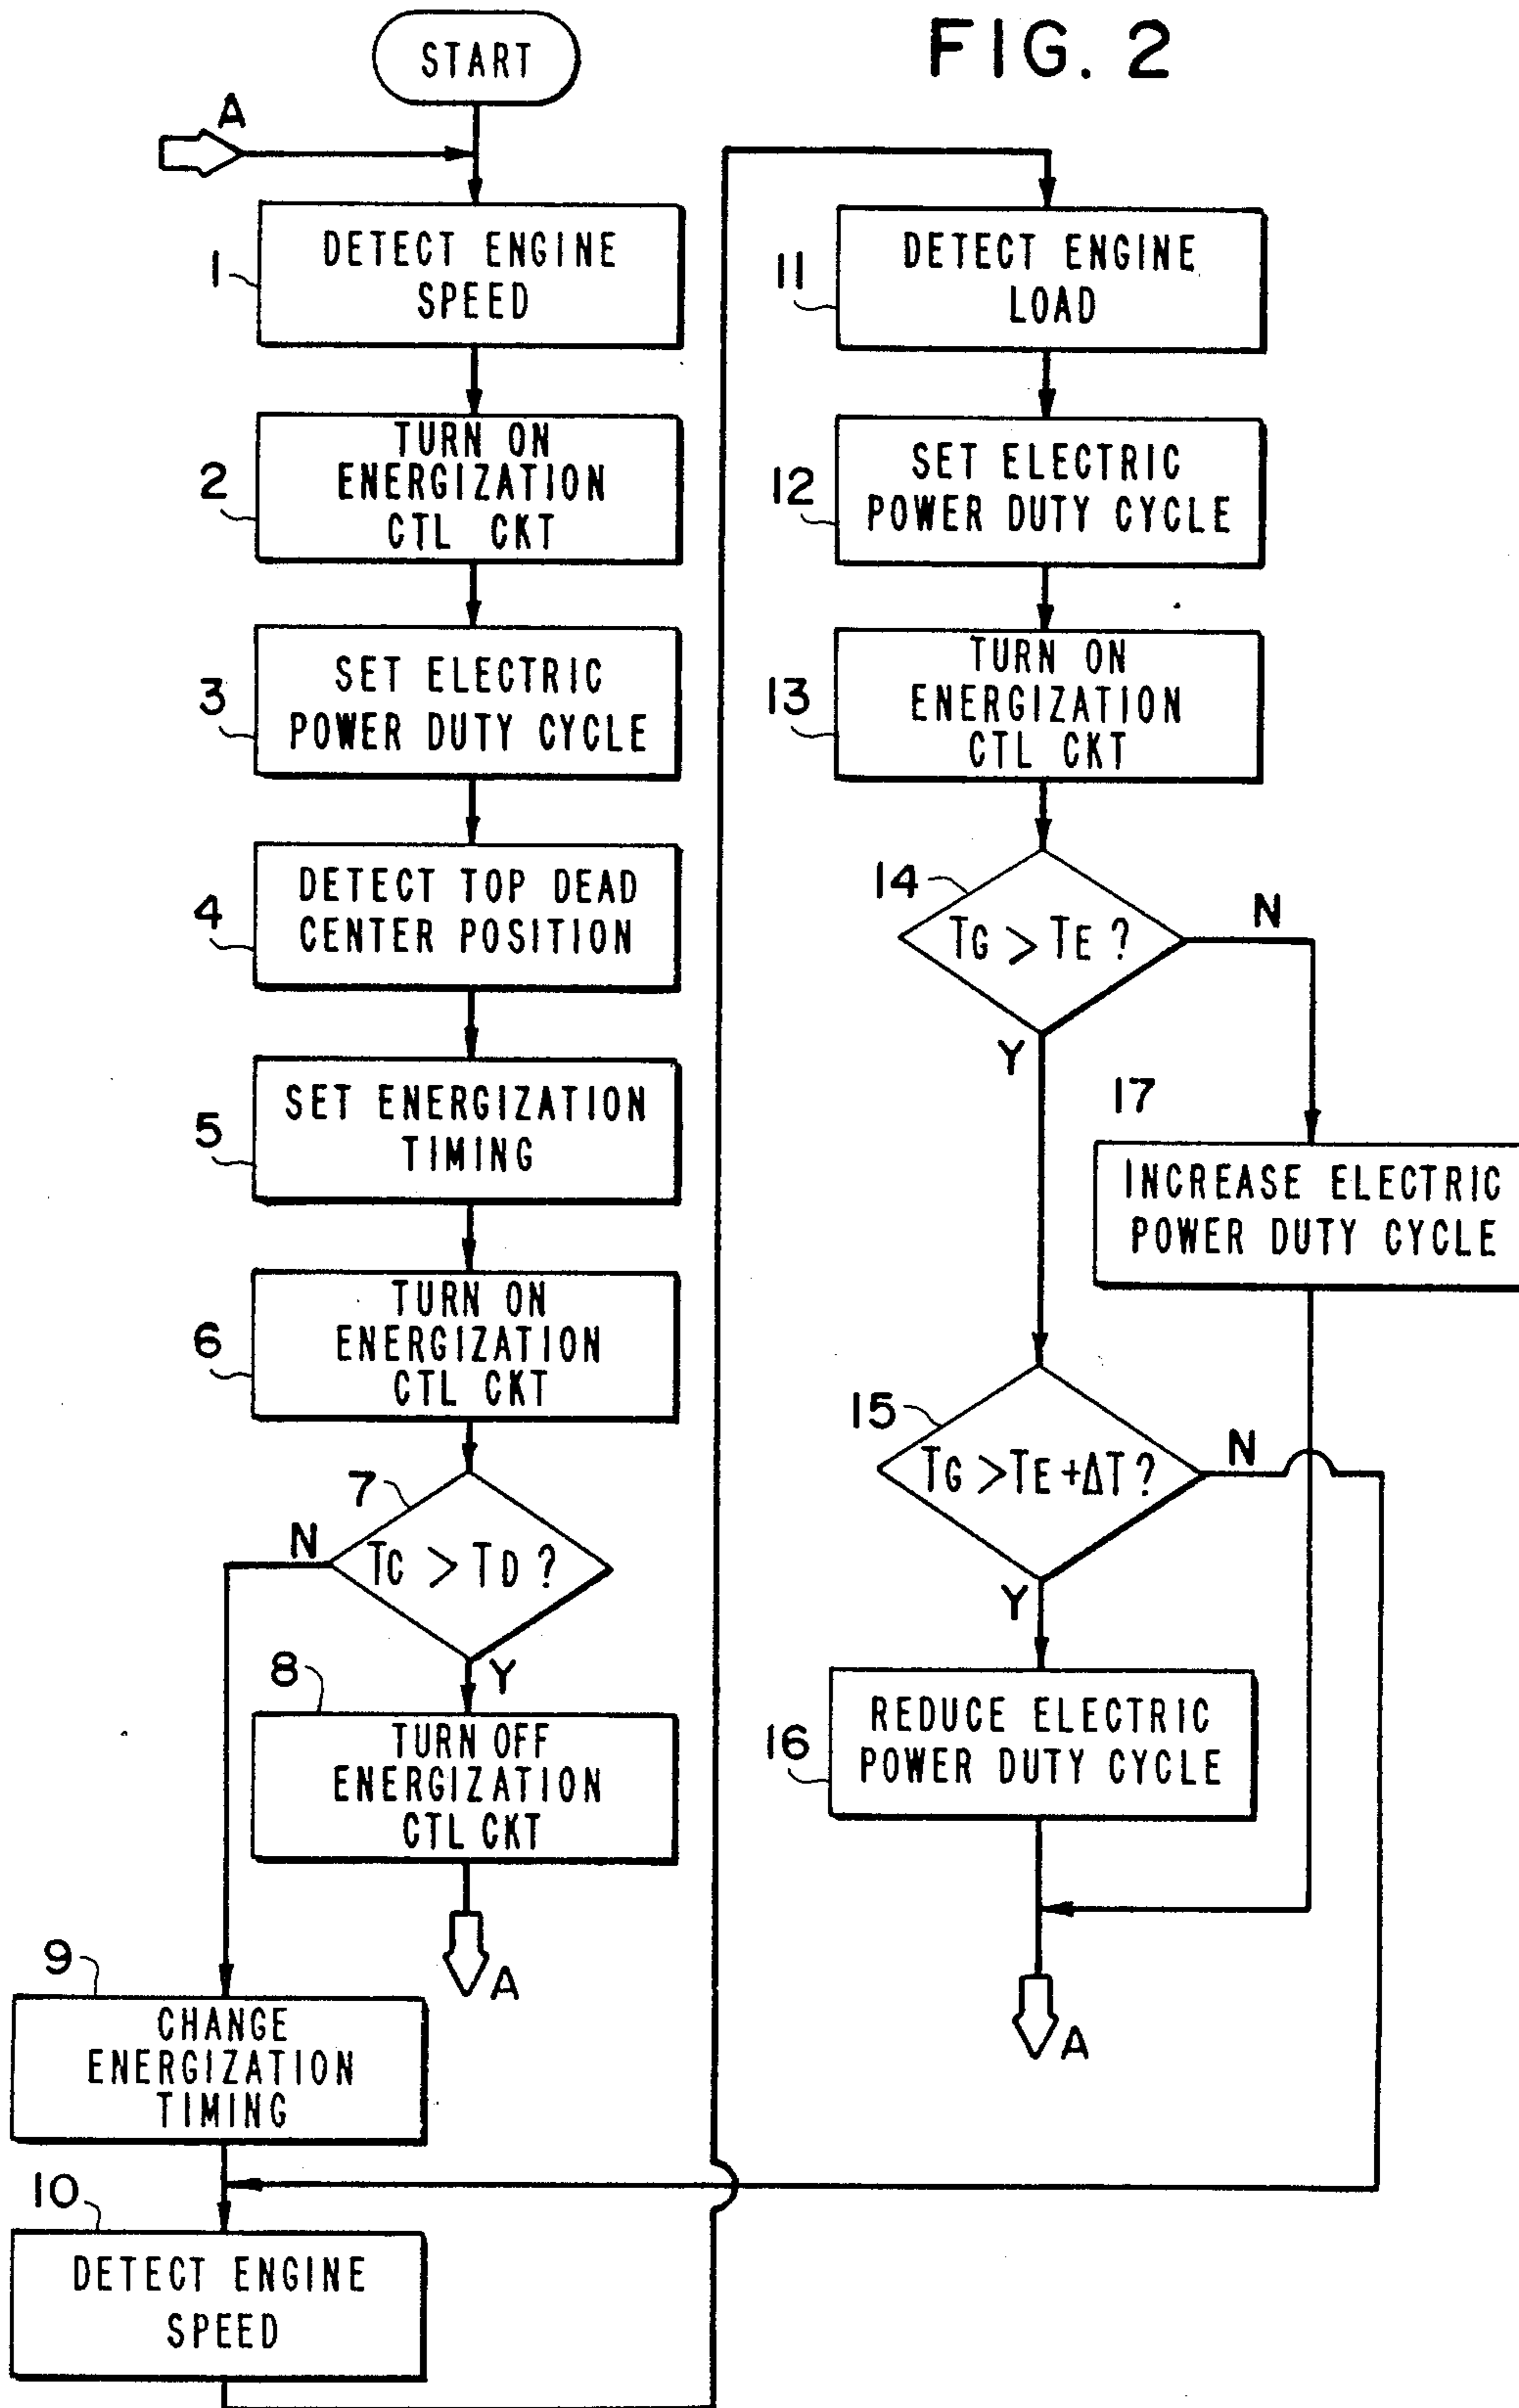 FIG. 2
START
A
1
DETECT ENGINE
SPEED
2
TURN ON
ENERGIZATION
CTL CKT
3
SET ELECTRIC
POWER DUTY CYCLE
4
DETECT TOP DEAD
CENTER POSITION
5
SET ENERGIZATION
TIMING
6
TURN ON
ENERGIZATION
CTL CKT
7
TC > TD ?
N
Y
8
TURN OFF
ENERGIZATION
CTL CKT
A
9
CHANGE
ENERGIZATION
TIMING
10
DETECT ENGINE
SPEED
11
DETECT ENGINE
LOAD
12
SET ELECTRIC
POWER DUTY CYCLE
13
TURN ON
ENERGIZATION
CTL CKT
14
TG > TE ?
N
Y
17
INCREASE ELECTRIC
POWER DUTY CYCLE
15
TG > TE + ΔT ?
N
Y
16
REDUCE ELECTRIC
POWER DUTY CYCLE
A